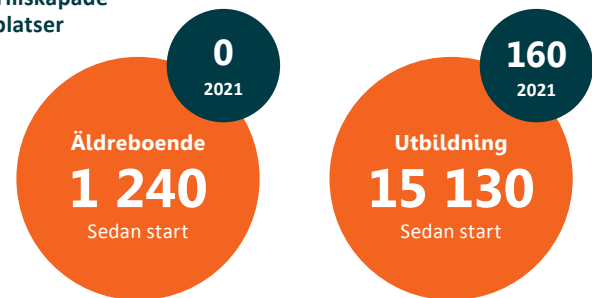 platser
0
2021
Äldreboende
1 240
Sedan start
160
2021
Utbildning
15 130
Sedan start